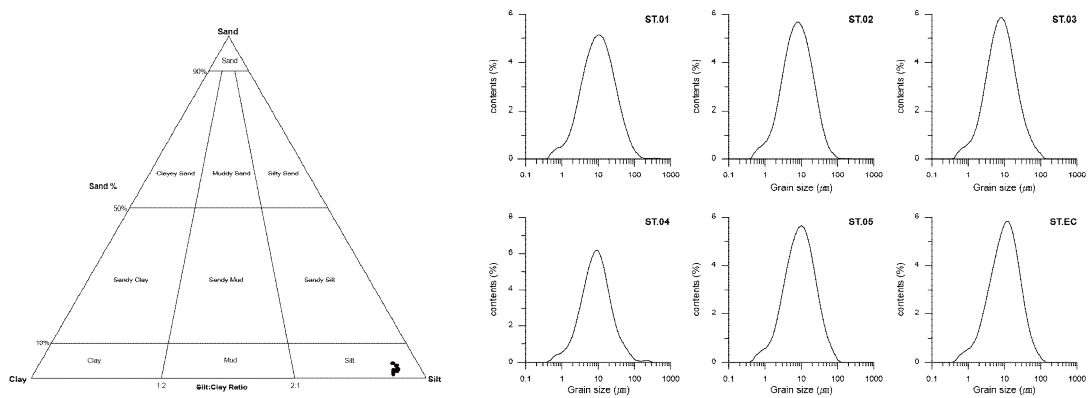 Sand
Sand
90%
Clayey Sand
Muddy Sand
Silty Sand
Sand %
50%
Sandy Clay
Sandy Mud
Sandy Silt
10%
Clay
Mud
Silt
Clay
1:2
Silt:Clay Ratio
2:1
Silt
ST.01
contents (%)
6
4
2
0
0.1 1 10 100 1000
Grain size (㎛)
ST.02
contents (%)
6
4
2
0
0.1 1 10 100 1000
Grain size (㎛)
ST.03
contents (%)
6
4
2
0
0.1 1 10 100 1000
Grain size (㎛)
ST.04
contents (%)
8
6
4
2
0
0.1 1 10 100 1000
Grain size (㎛)
ST.05
contents (%)
6
4
2
0
0.1 1 10 100 1000
Grain size (㎛)
ST.EC
contents (%)
6
4
2
0
0.1 1 10 100 1000
Grain size (㎛)